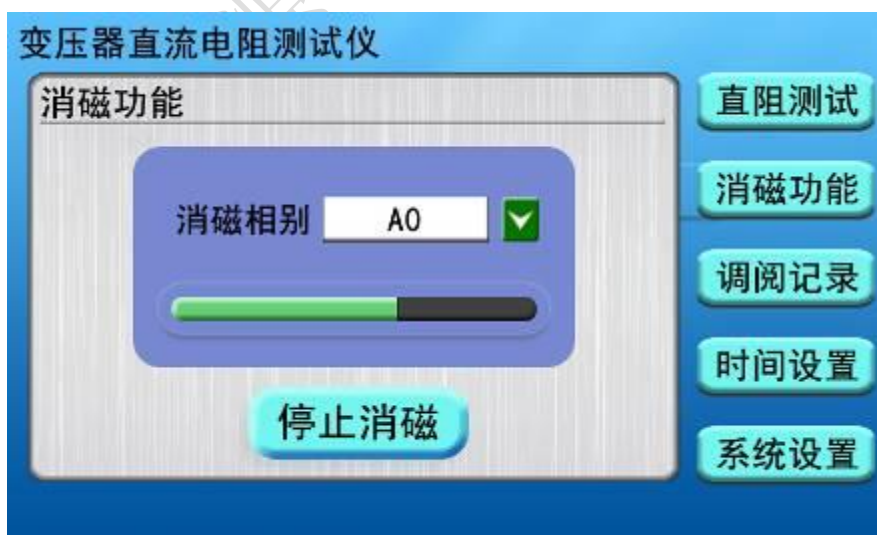 变压器直流电阻测试仪
消磁功能
消磁相别 A0
停止消磁
直阻测试
消磁功能
调阅记录
时间设置
系统设置